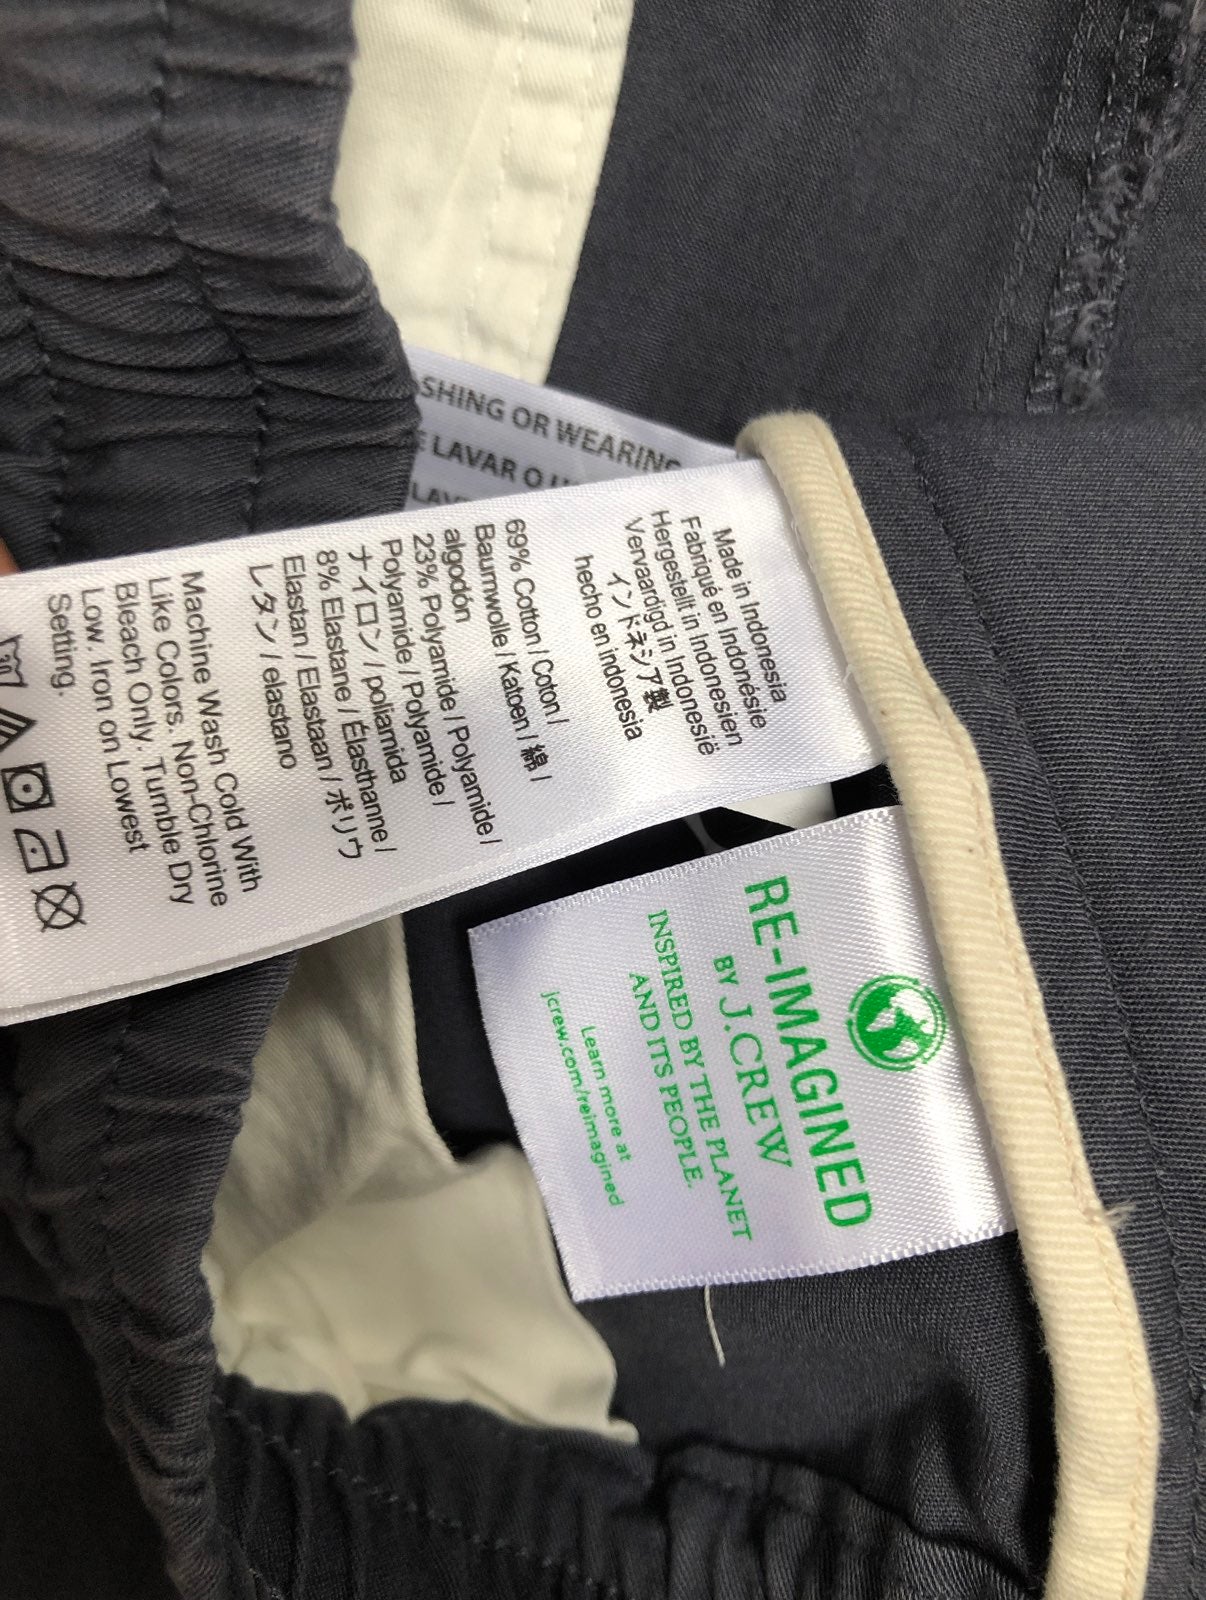 SHING OR WEARING
LAVAR O
LAV
Made in Indonesia
Fabriqué en Indonésie
Hergestellt in Indonesien
Vervaardigd in Indonesië
インドネシア製
hecho en indonesia
69% Cotton / Coton /
Baumwolle / Katoen / 綿 /
algodón
23% Polyamide / Polyamide /
Polyamide / Polyamide /
ナイロン / poliamida
8% Elastane / Élasthanne /
Elastan / Elastaan / ポリウ
レタン / elastano
Machine Wash Cold With
Like Colors. Non-Chlorine
Bleach Only. Tumble Dry
Low. Iron on Lowest
Setting.
30
RE-IMAGINED
BY J.CREW
INSPIRED BY THE PLANET
AND ITS PEOPLE.
Learn more at
jcrew.com/reimagined